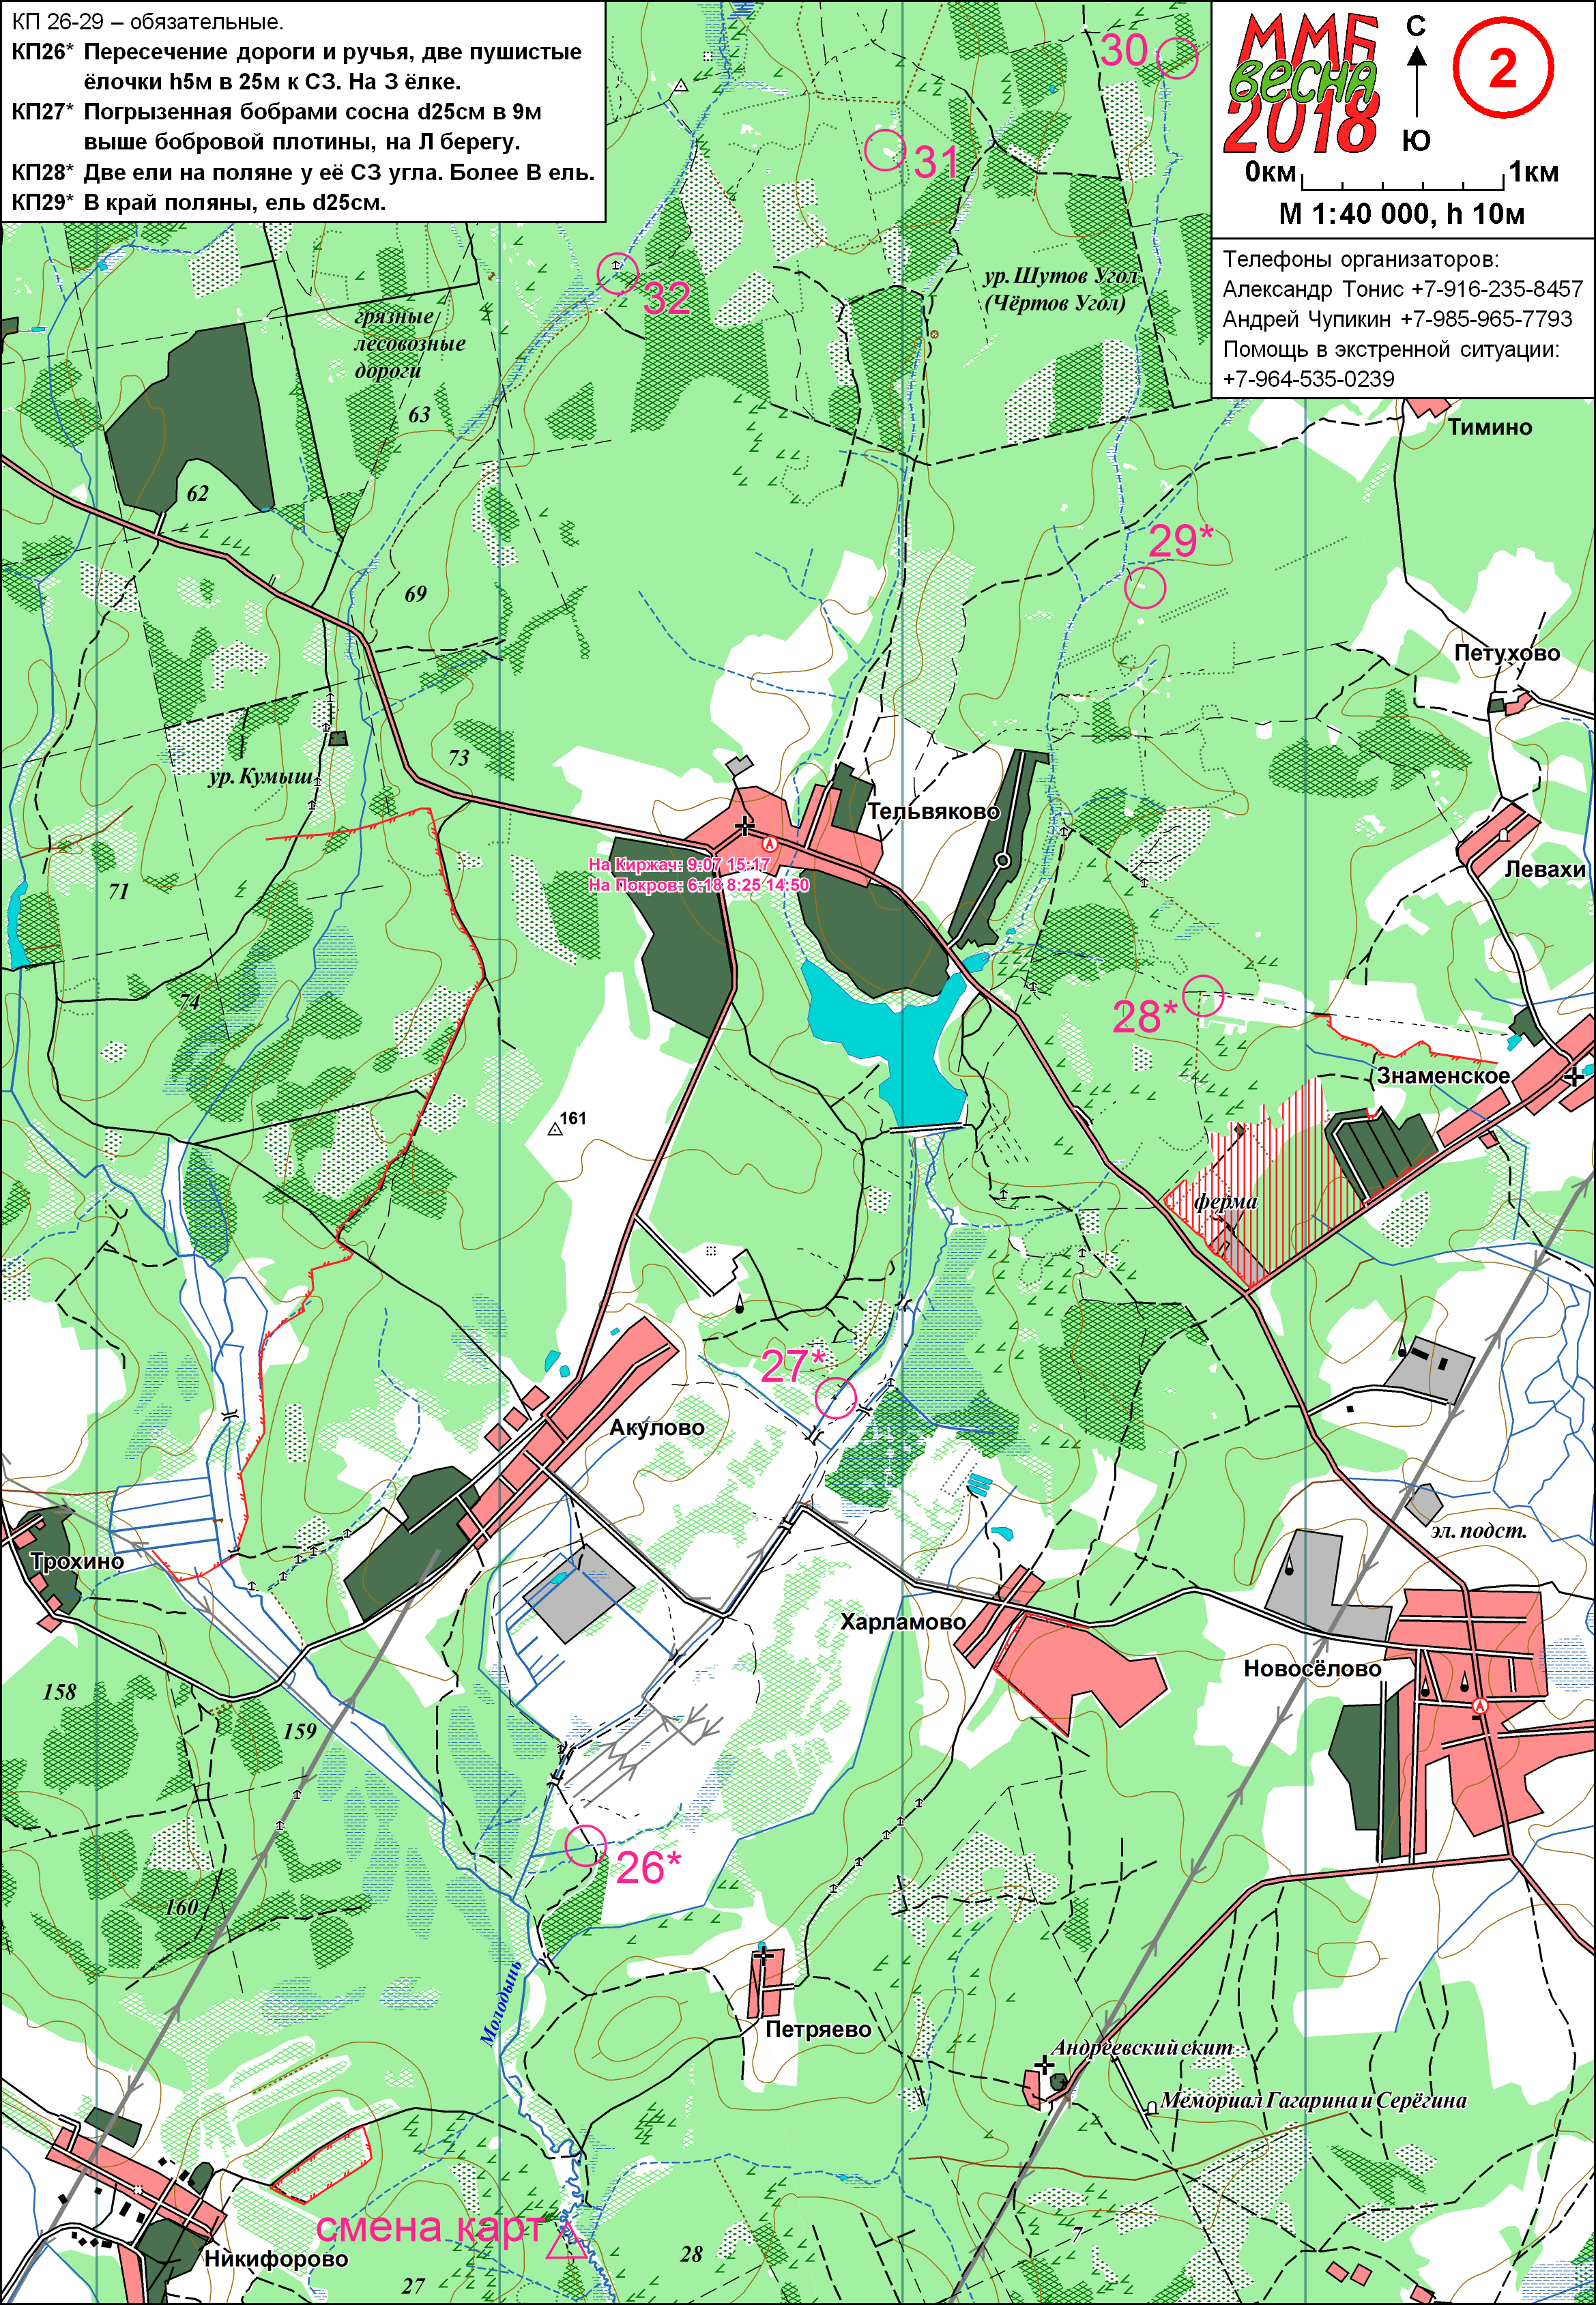 КП 26-29 – обязательные.
КП26* Пересечение дороги и ручья, две пушистые
ёлочки h5м в 25м к СЗ. На З ёлке.
КП27* Погрызенная бобрами сосна d25см в 9м
выше бобровой плотины, на Л берегу.
КП28* Две ели на поляне у её СЗ угла. Более В ель.
КП29* В край поляны, ель d25см.
ММБ
весна
2018
С
Ю
2
0км 1км
М 1:40 000, h 10м
Телефоны организаторов:
Александр Тонис +7-916-235-8457
Андрей Чупикин +7-985-965-7793
Помощь в экстренной ситуации:
+7-964-535-0239
30
31
32
ур. Шутов Угол
(Чёртов Угол)
грязные
лесовозные
дороги
63
Тимино
62
29*
69
Петухово
73
ур. Кумыш
Тельвяково
А
На Киржач: 9:07 15:17
На Покров: 6:18 8:25 14:50
Левахи
71
74
28*
Знаменское
161
ферма
27*
Акулово
эл. подст.
Трохино
Харламово
Новосёлово
158
159
А
26*
160
Молодынь
Петряево
Андреевский скит
Мемориал Гагарина и Серёгина
смена карт
7
28
Никифорово
27